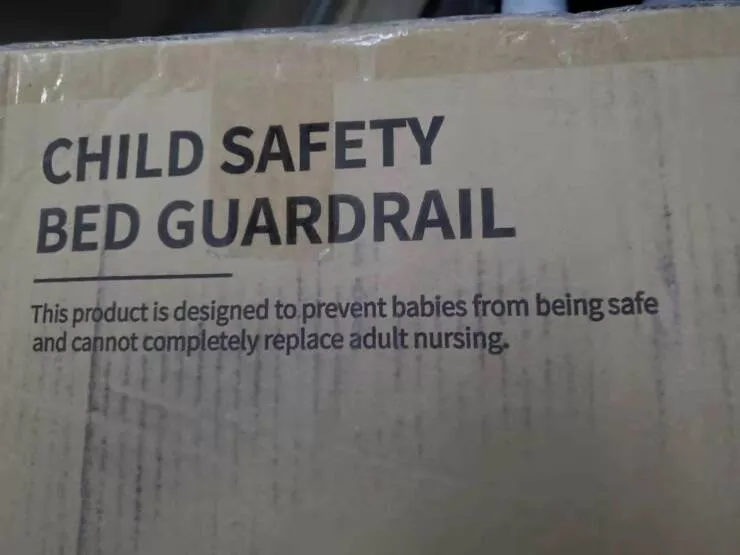 CHILD SAFETY
BED GUARDRAIL
This product is designed to prevent babies from being safe
and cannot completely replace adult nursing.